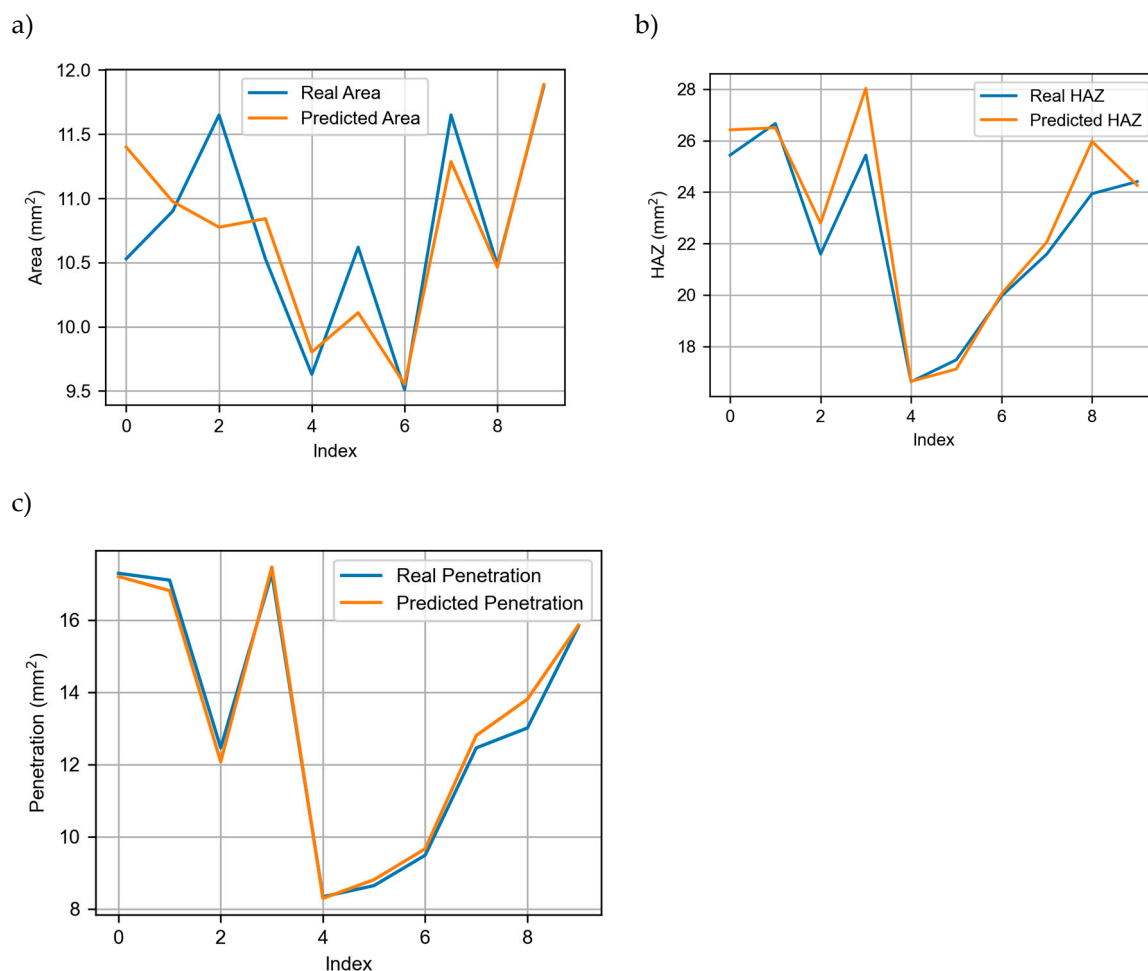 a)
12.0
11.5
11.0
10.5
10.0
9.5
Area (mm²)
Real Area
Predicted Area
0 2 4 6 8
Index
b)
28
26
24
22
20
18
HAZ (mm²)
Real HAZ
Predicted HAZ
0 2 4 6 8
Index
c)
16
14
12
10
8
Penetration (mm²)
Real Penetration
Predicted Penetration
0 2 4 6 8
Index